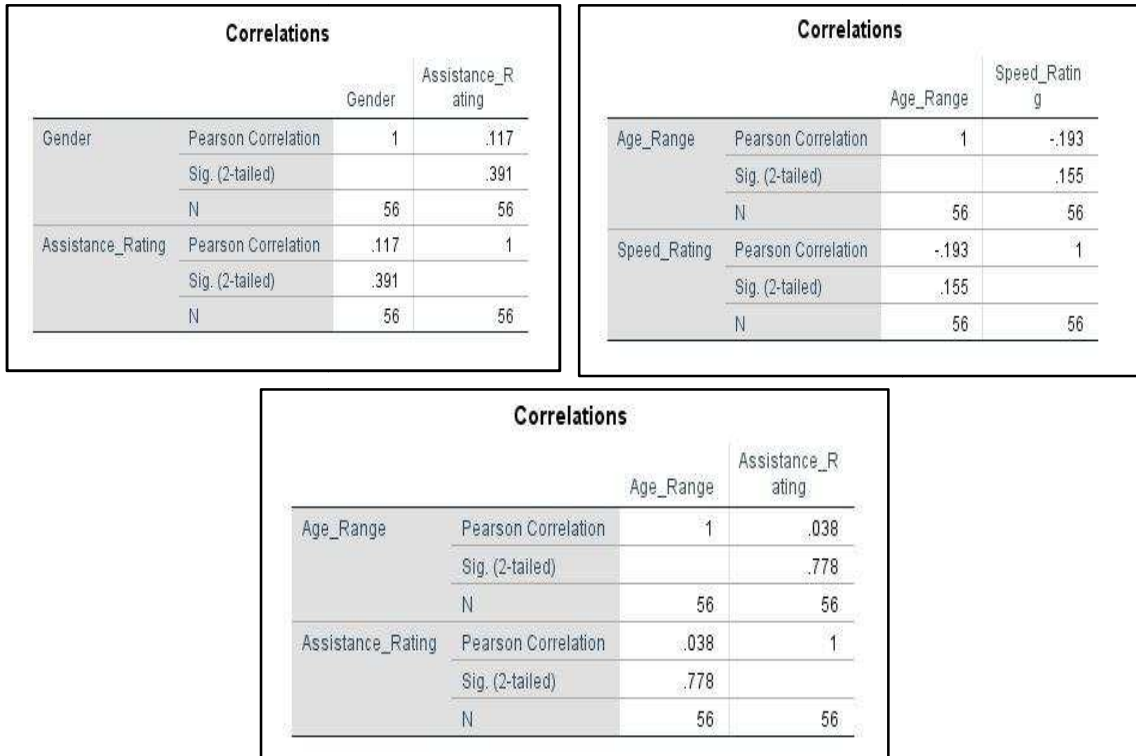 Correlations
Gender Assistance_R
ating
Gender Pearson Correlation 1 .117
Sig. (2-tailed) .391
N 56 56
Assistance_Rating Pearson Correlation .117 1
Sig. (2-tailed) .391
N 56 56
Correlations
Age_Range Speed_Ratin
g
Age_Range Pearson Correlation 1 -.193
Sig. (2-tailed) .155
N 56 56
Speed_Rating Pearson Correlation -.193 1
Sig. (2-tailed) .155
N 56 56
Correlations
Age_Range Assistance_R
ating
Age_Range Pearson Correlation 1 .038
Sig. (2-tailed) .778
N 56 56
Assistance_Rating Pearson Correlation .038 1
Sig. (2-tailed) .778
N 56 56